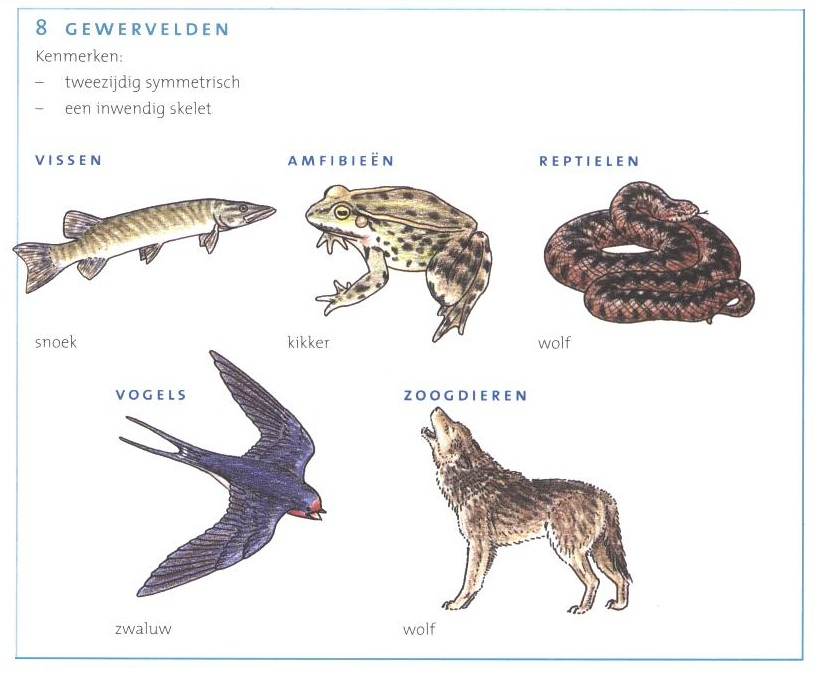 8 GEWERVELDEN
Kenmerken:
– tweezijdig symmetrisch
– een inwendig skelet
VISSEN AMFIBIEËN REPTIELEN
snoek kikker wolf
VOGELS ZOOGDIEREN
zwaluw wolf